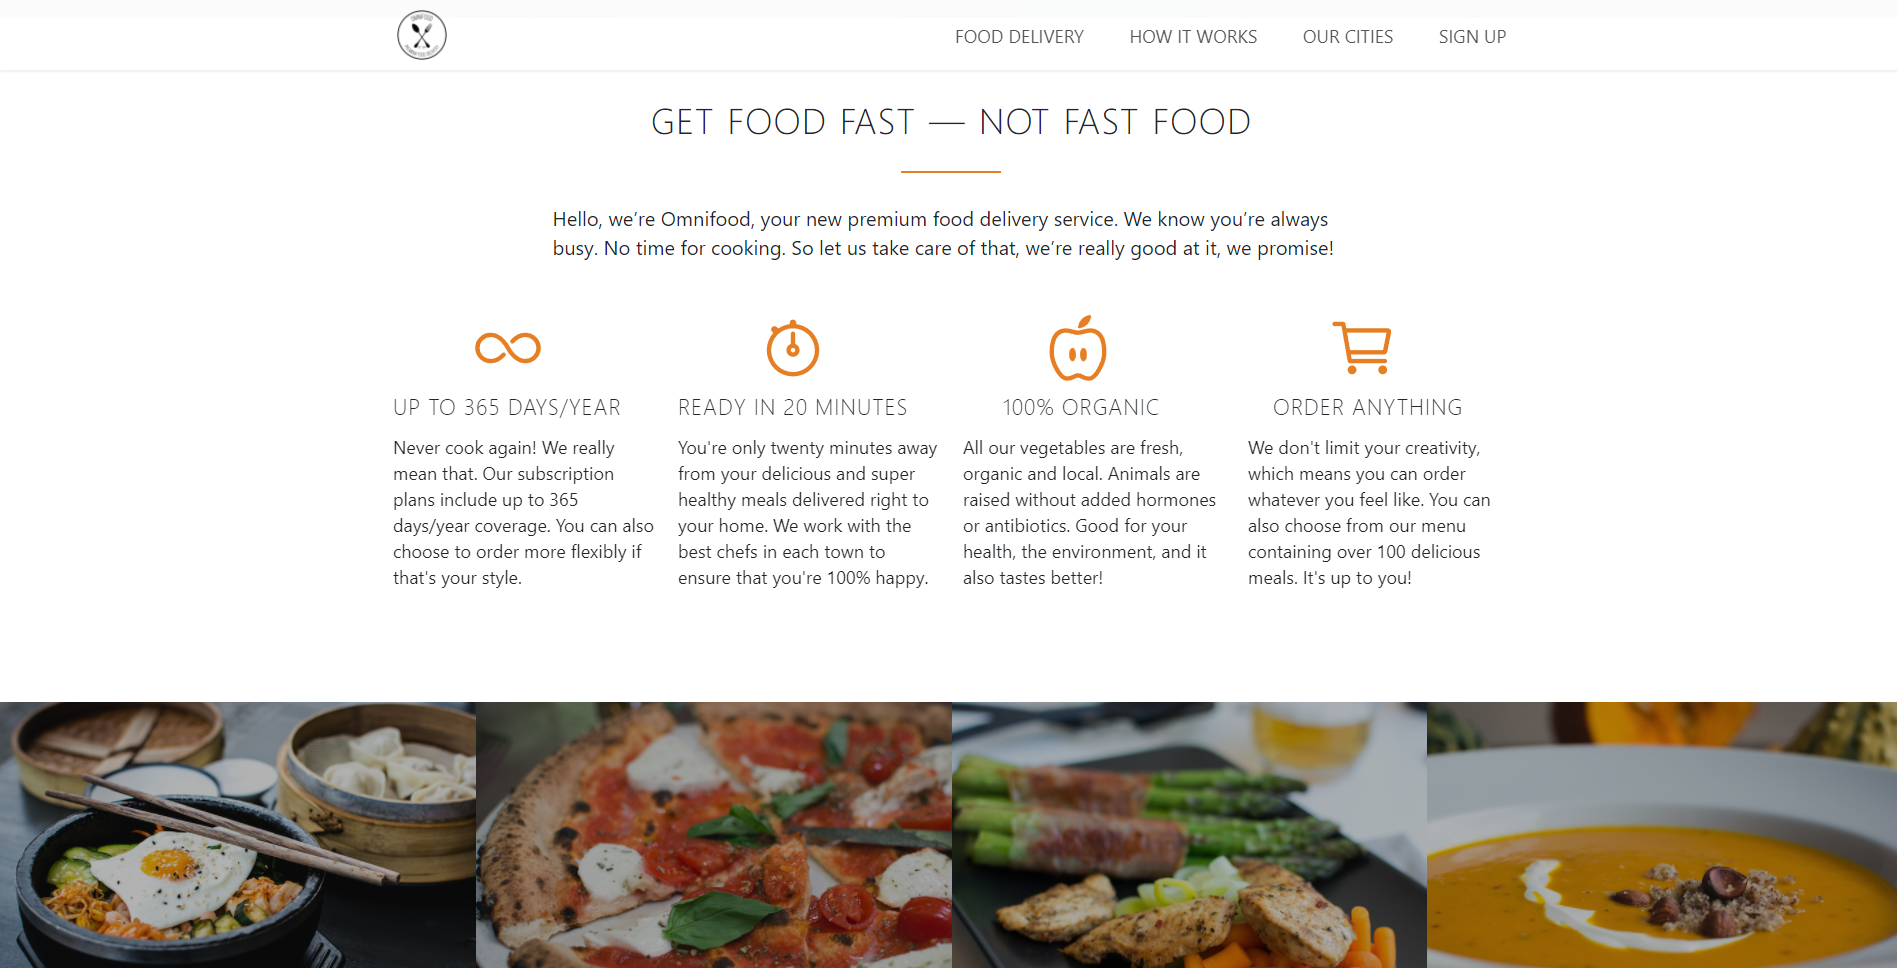 FOOD DELIVERY
HOW IT WORKS
OUR CITIES
SIGN UP
GET FOOD FAST — NOT FAST FOOD
Hello, we’re Omnifood, your new premium food delivery service. We know you’re always
busy. No time for cooking. So let us take care of that, we’re really good at it, we promise!
UP TO 365 DAYS/YEAR
Never cook again! We really
mean that. Our subscription
plans include up to 365
days/year coverage. You can also
choose to order more flexibly if
that's your style.
READY IN 20 MINUTES
You're only twenty minutes away
from your delicious and super
healthy meals delivered right to
your home. We work with the
best chefs in each town to
ensure that you're 100% happy.
100% ORGANIC
All our vegetables are fresh,
organic and local. Animals are
raised without added hormones
or antibiotics. Good for your
health, the environment, and it
also tastes better!
ORDER ANYTHING
We don't limit your creativity,
which means you can order
whatever you feel like. You can
also choose from our menu
containing over 100 delicious
meals. It's up to you!